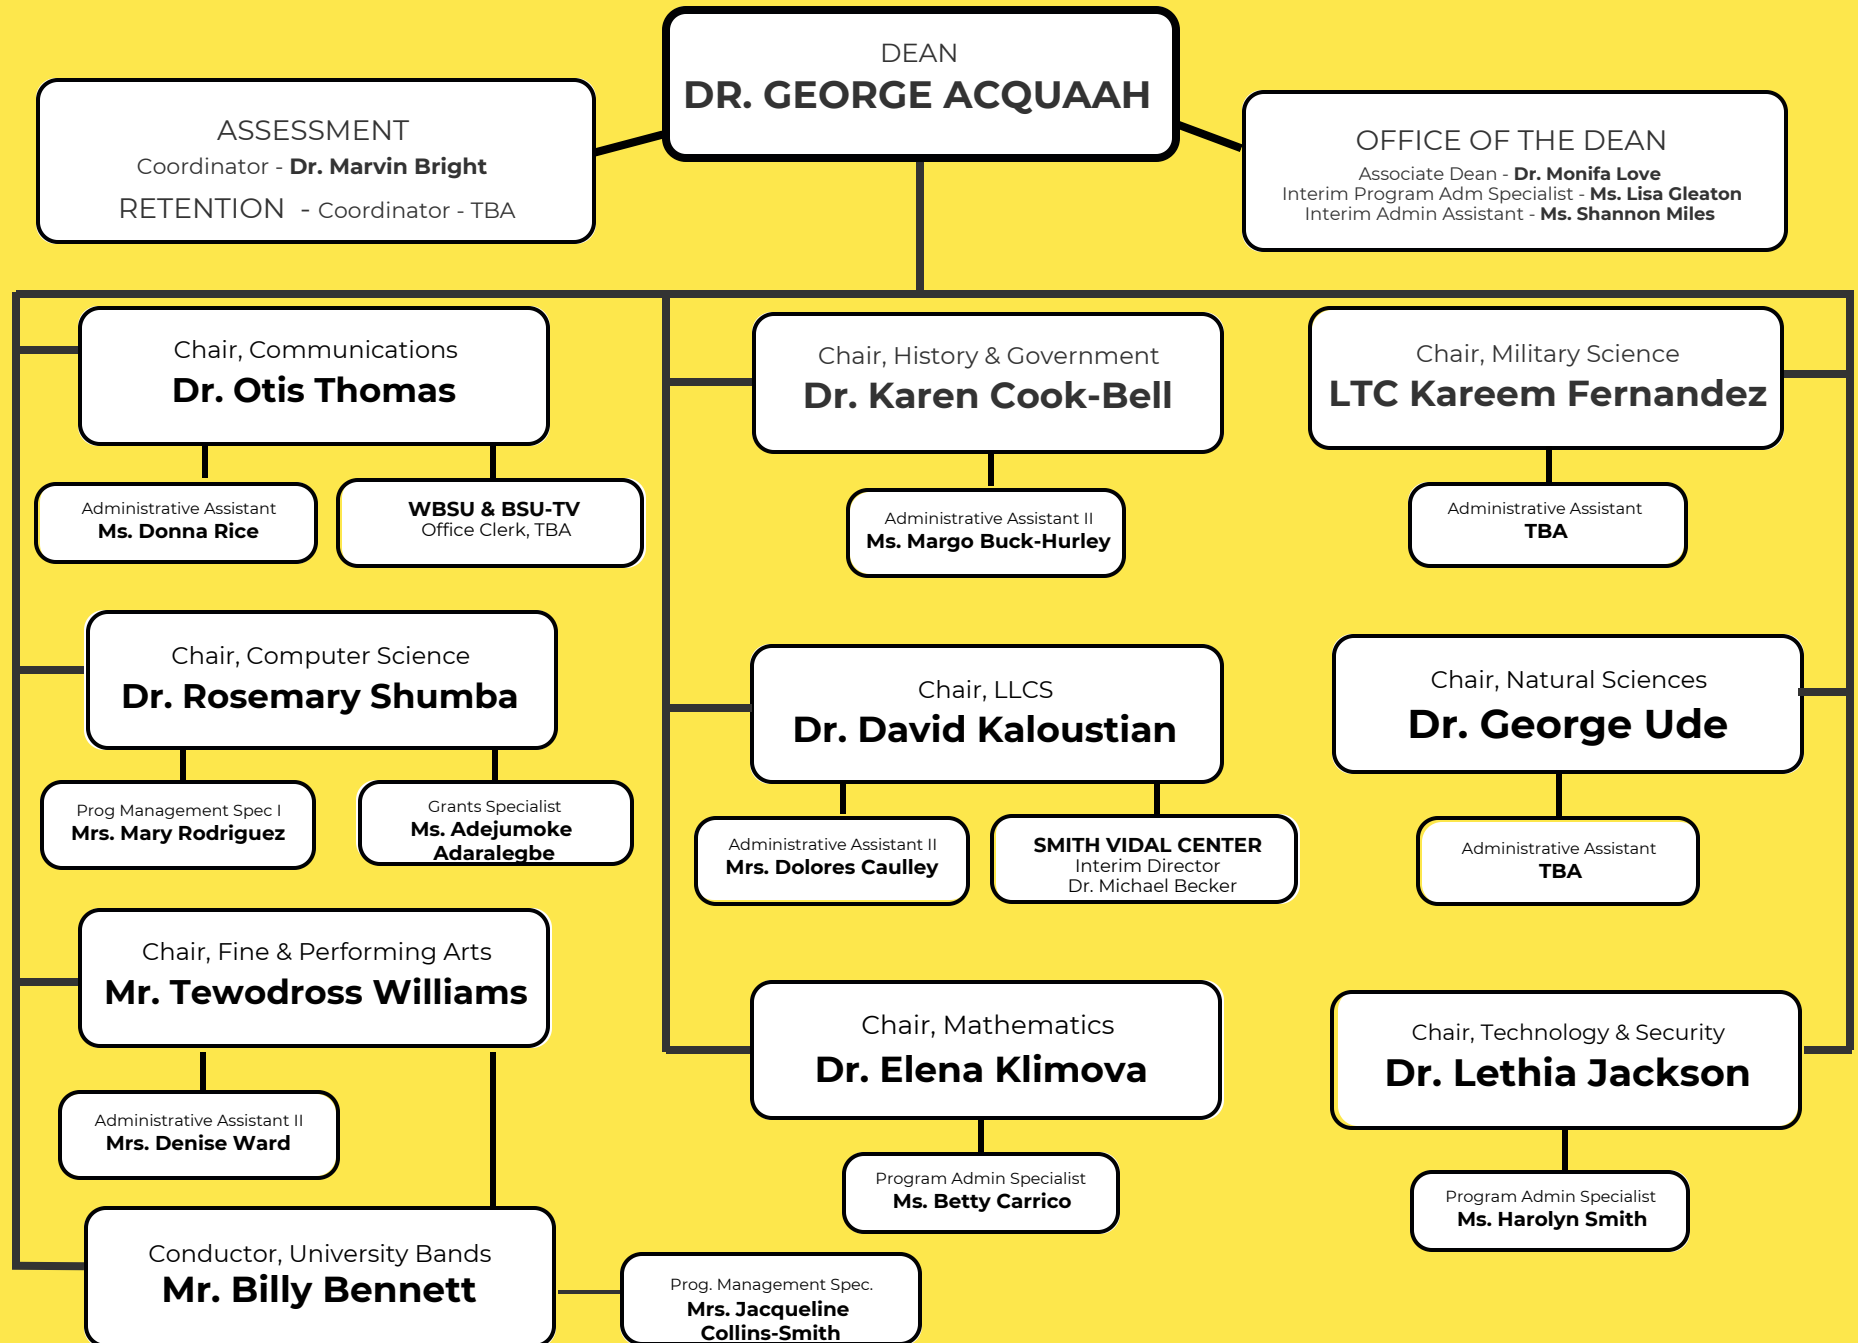 DEAN
DR. GEORGE ACQUAAH
ASSESSMENT
Coordinator - Dr. Marvin Bright
RETENTION - Coordinator - TBA
OFFICE OF THE DEAN
Associate Dean - Dr. Monifa Love
Interim Program Adm Specialist - Ms. Lisa Gleaton
Interim Admin Assistant - Ms. Shannon Miles
Chair, Communications
Dr. Otis Thomas
Administrative Assistant
Ms. Donna Rice
WBSU & BSU-TV
Office Clerk, TBA
Chair, Computer Science
Dr. Rosemary Shumba
Prog Management Spec I
Mrs. Mary Rodriguez
Grants Specialist
Ms. Adejumoke
Adaralegbe
Chair, Fine & Performing Arts
Mr. Tewodross Williams
Administrative Assistant II
Mrs. Denise Ward
Conductor, University Bands
Mr. Billy Bennett
Prog. Management Spec.
Mrs. Jacqueline
Collins-Smith
Chair, History & Government
Dr. Karen Cook-Bell
Administrative Assistant II
Ms. Margo Buck-Hurley
Chair, LLCS
Dr. David Kaloustian
Administrative Assistant II
Mrs. Dolores Caulley
SMITH VIDAL CENTER
Interim Director
Dr. Michael Becker
Chair, Mathematics
Dr. Elena Klimova
Program Admin Specialist
Ms. Betty Carrico
Chair, Military Science
LTC Kareem Fernandez
Administrative Assistant
TBA
Chair, Natural Sciences
Dr. George Ude
Administrative Assistant
TBA
Chair, Technology & Security
Dr. Lethia Jackson
Program Admin Specialist
Ms. Harolyn Smith